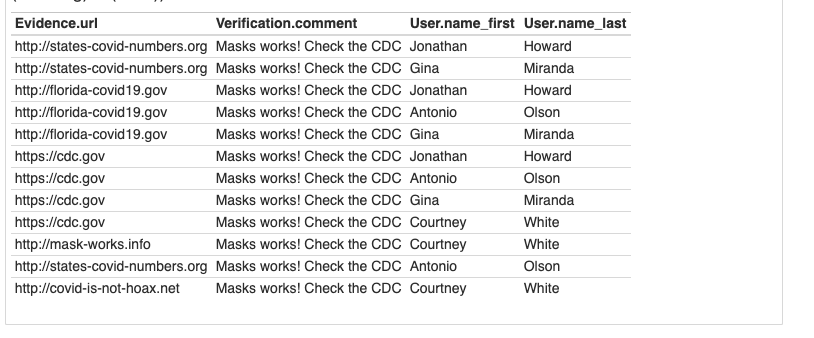 Evidence.url Verification.comment User.name_first User.name_last
http://states-covid-numbers.org Masks works! Check the CDC Jonathan Howard
http://states-covid-numbers.org Masks works! Check the CDC Gina Miranda
http://florida-covid19.gov Masks works! Check the CDC Jonathan Howard
http://florida-covid19.gov Masks works! Check the CDC Antonio Olson
http://florida-covid19.gov Masks works! Check the CDC Gina Miranda
https://cdc.gov Masks works! Check the CDC Jonathan Howard
https://cdc.gov Masks works! Check the CDC Antonio Olson
https://cdc.gov Masks works! Check the CDC Gina Miranda
https://cdc.gov Masks works! Check the CDC Courtney White
http://mask-works.info Masks works! Check the CDC Courtney White
http://states-covid-numbers.org Masks works! Check the CDC Antonio Olson
http://covid-is-not-hoax.net Masks works! Check the CDC Courtney White